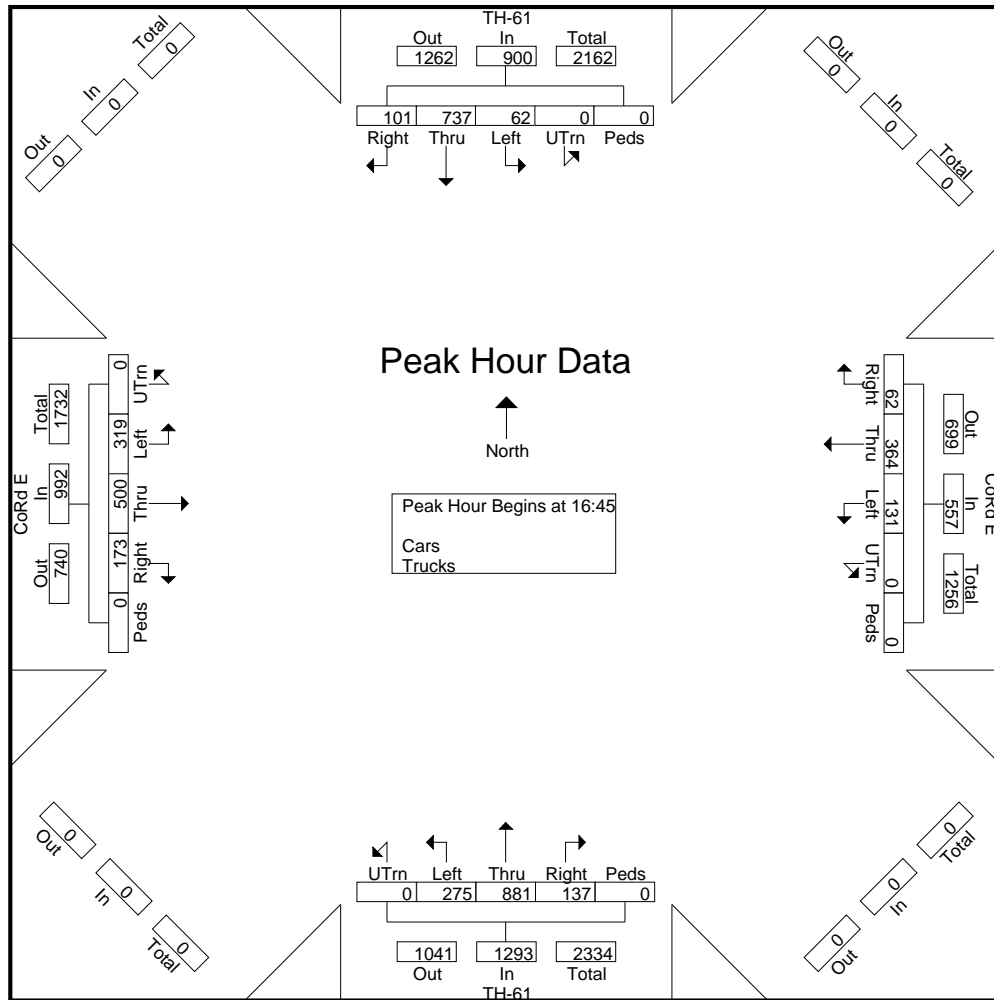 TH-61
Out In Total
1262 900 2162
101 737 62 0 0
Right Thru Left UTrn Peds
Total
0
In
0
Out
0
Out
0
In
0
Total
0
Peak Hour Data
North
Peak Hour Begins at 16:45
Cars
Trucks
CoRd E
Total In Out
1732 992 740
0 319 500 173 0
UTrn Left Thru Right Peds
CoRd E
Out In Total
699 557 1256
62 364 131 0 0
Right Thru Left UTrn Peds
0
Out
0
In
0
Total
0
Total
0
In
0
Out
UTrn Left Thru Right Peds
0 275 881 137 0
1041 1293 2334
Out In Total
TH-61